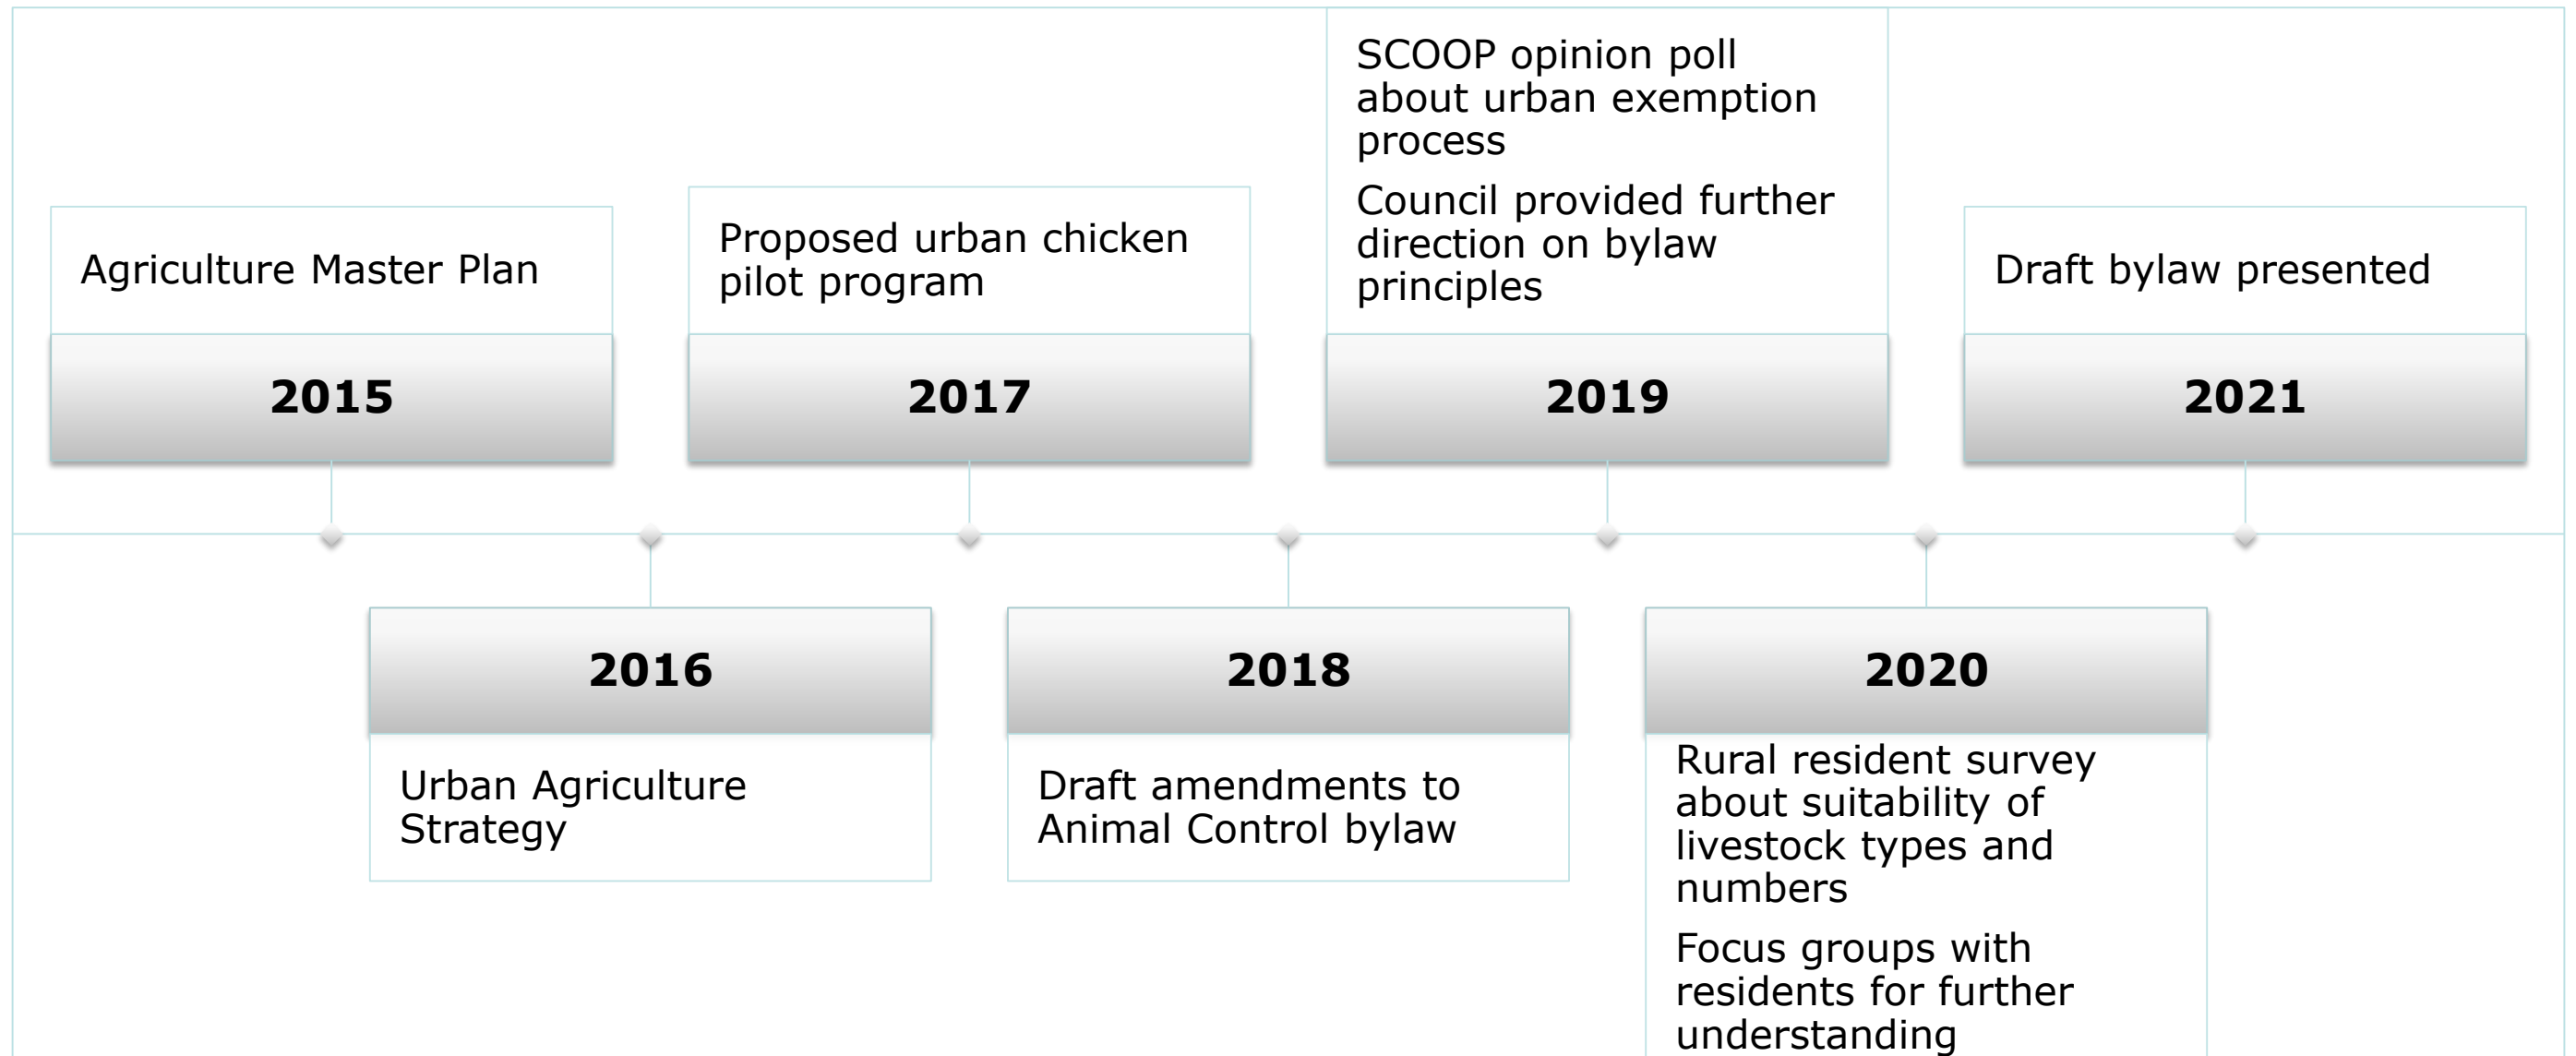 Agriculture Master Plan
2015
2016
Urban Agriculture
Strategy
Proposed urban chicken
pilot program
2017
2018
Draft amendments to
Animal Control bylaw
SCOOP opinion poll
about urban exemption
process
Council provided further
direction on bylaw
principles
2019
2020
Rural resident survey
about suitability of
livestock types and
numbers
Focus groups with
residents for further
understanding
Draft bylaw presented
2021